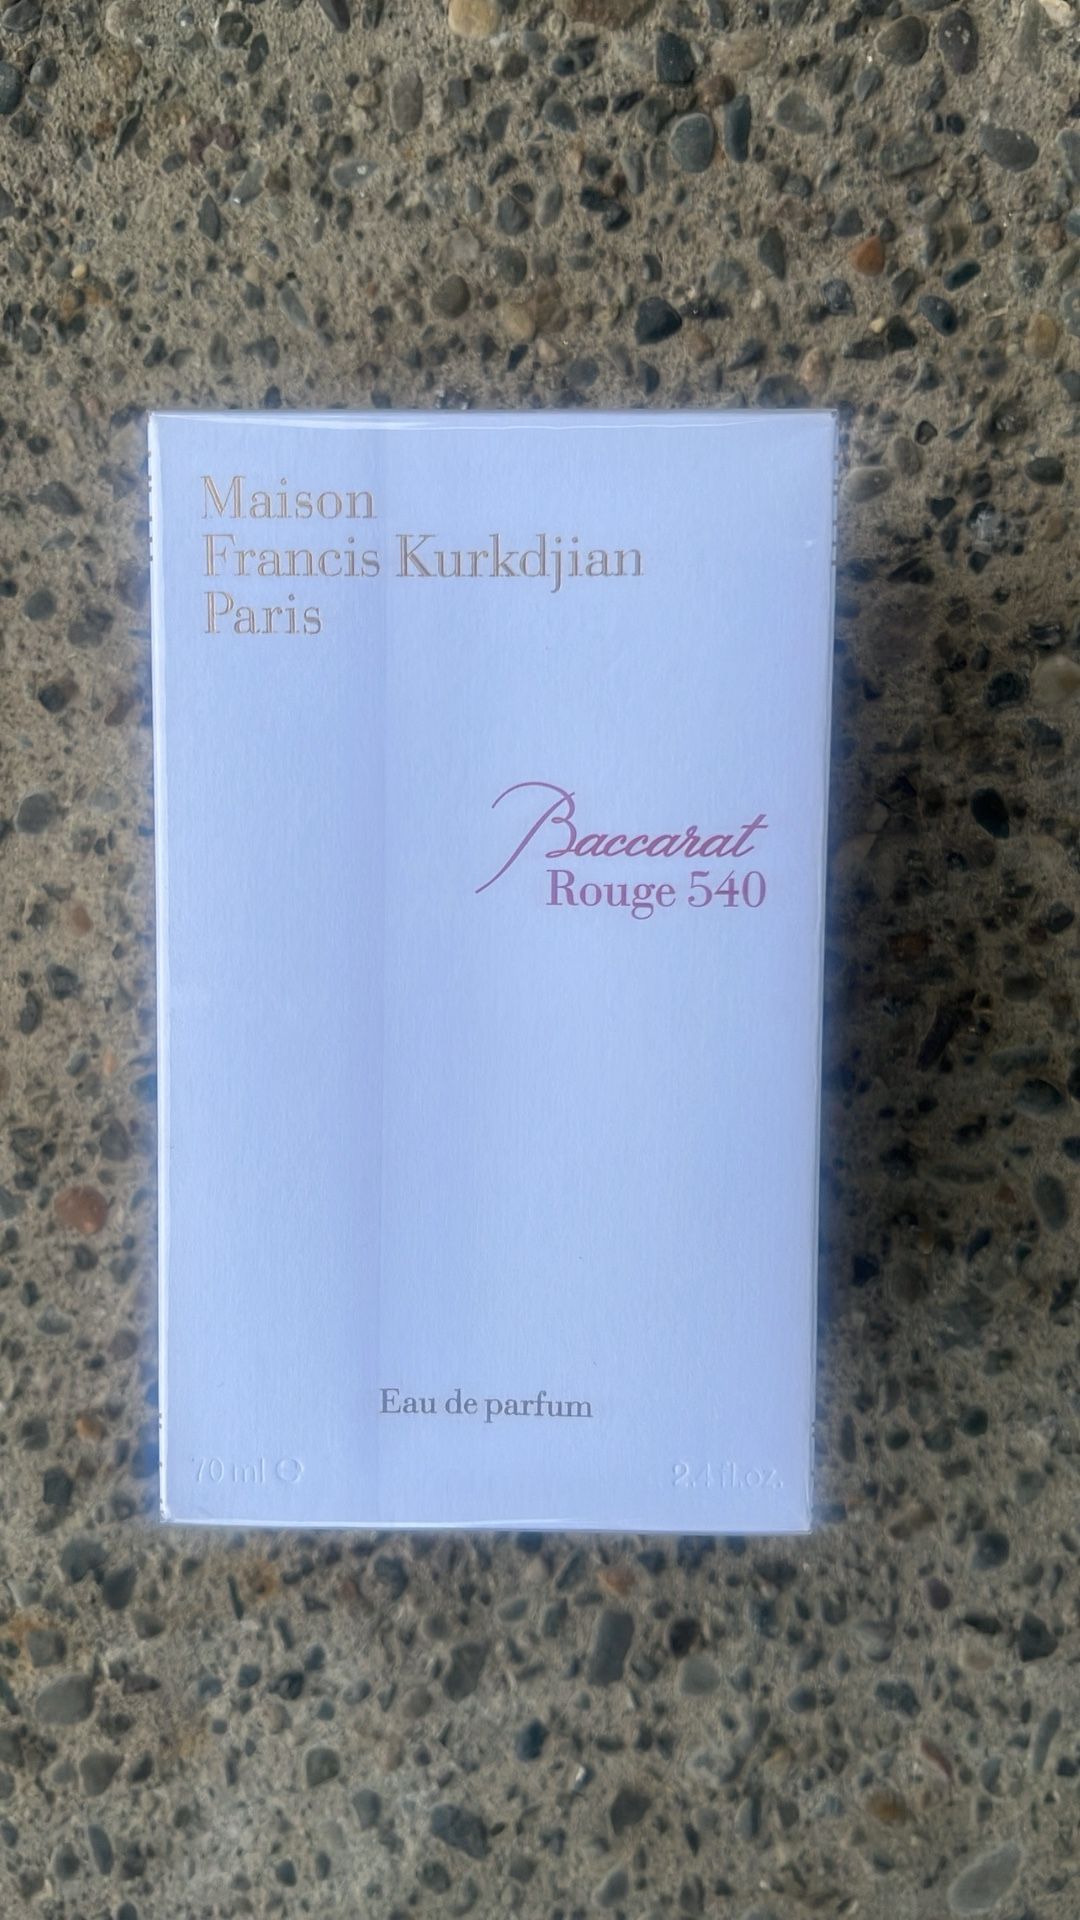 Maison
Francis Kurkdjian
Paris
Baccarat
Rouge 540
Eau de parfum
70 ml ℮ 2.4 fl.oz.